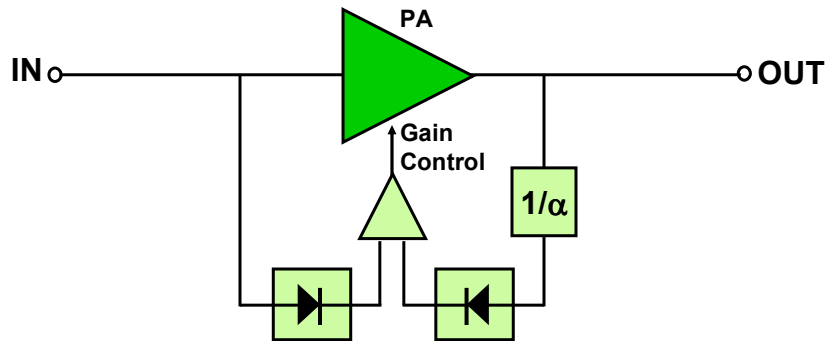 PA
IN
OUT
Gain
Control
1/α